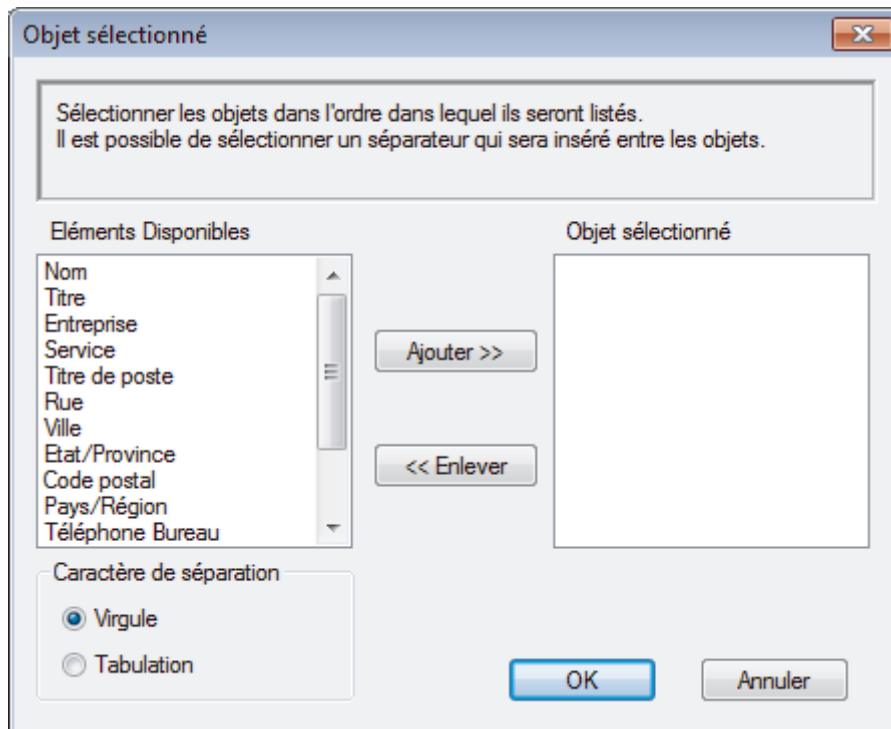 Objet sélectionné
Sélectionner les objets dans l'ordre dans lequel ils seront listés.
Il est possible de sélectionner un séparateur qui sera inséré entre les objets.
Eléments Disponibles
Nom
Titre
Entreprise
Service
Titre de poste
Rue
Ville
Etat/Province
Code postal
Pays/Région
Téléphone Bureau
Ajouter >>
<< Enlever
Objet sélectionné
Caractère de séparation
Virgule
Tabulation
OK
Annuler